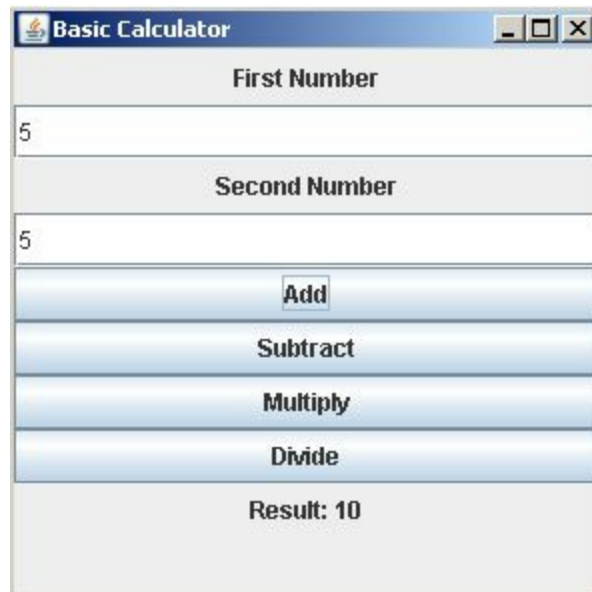 Basic Calculator
First Number
5
Second Number
5
Add
Subtract
Multiply
Divide
Result: 10